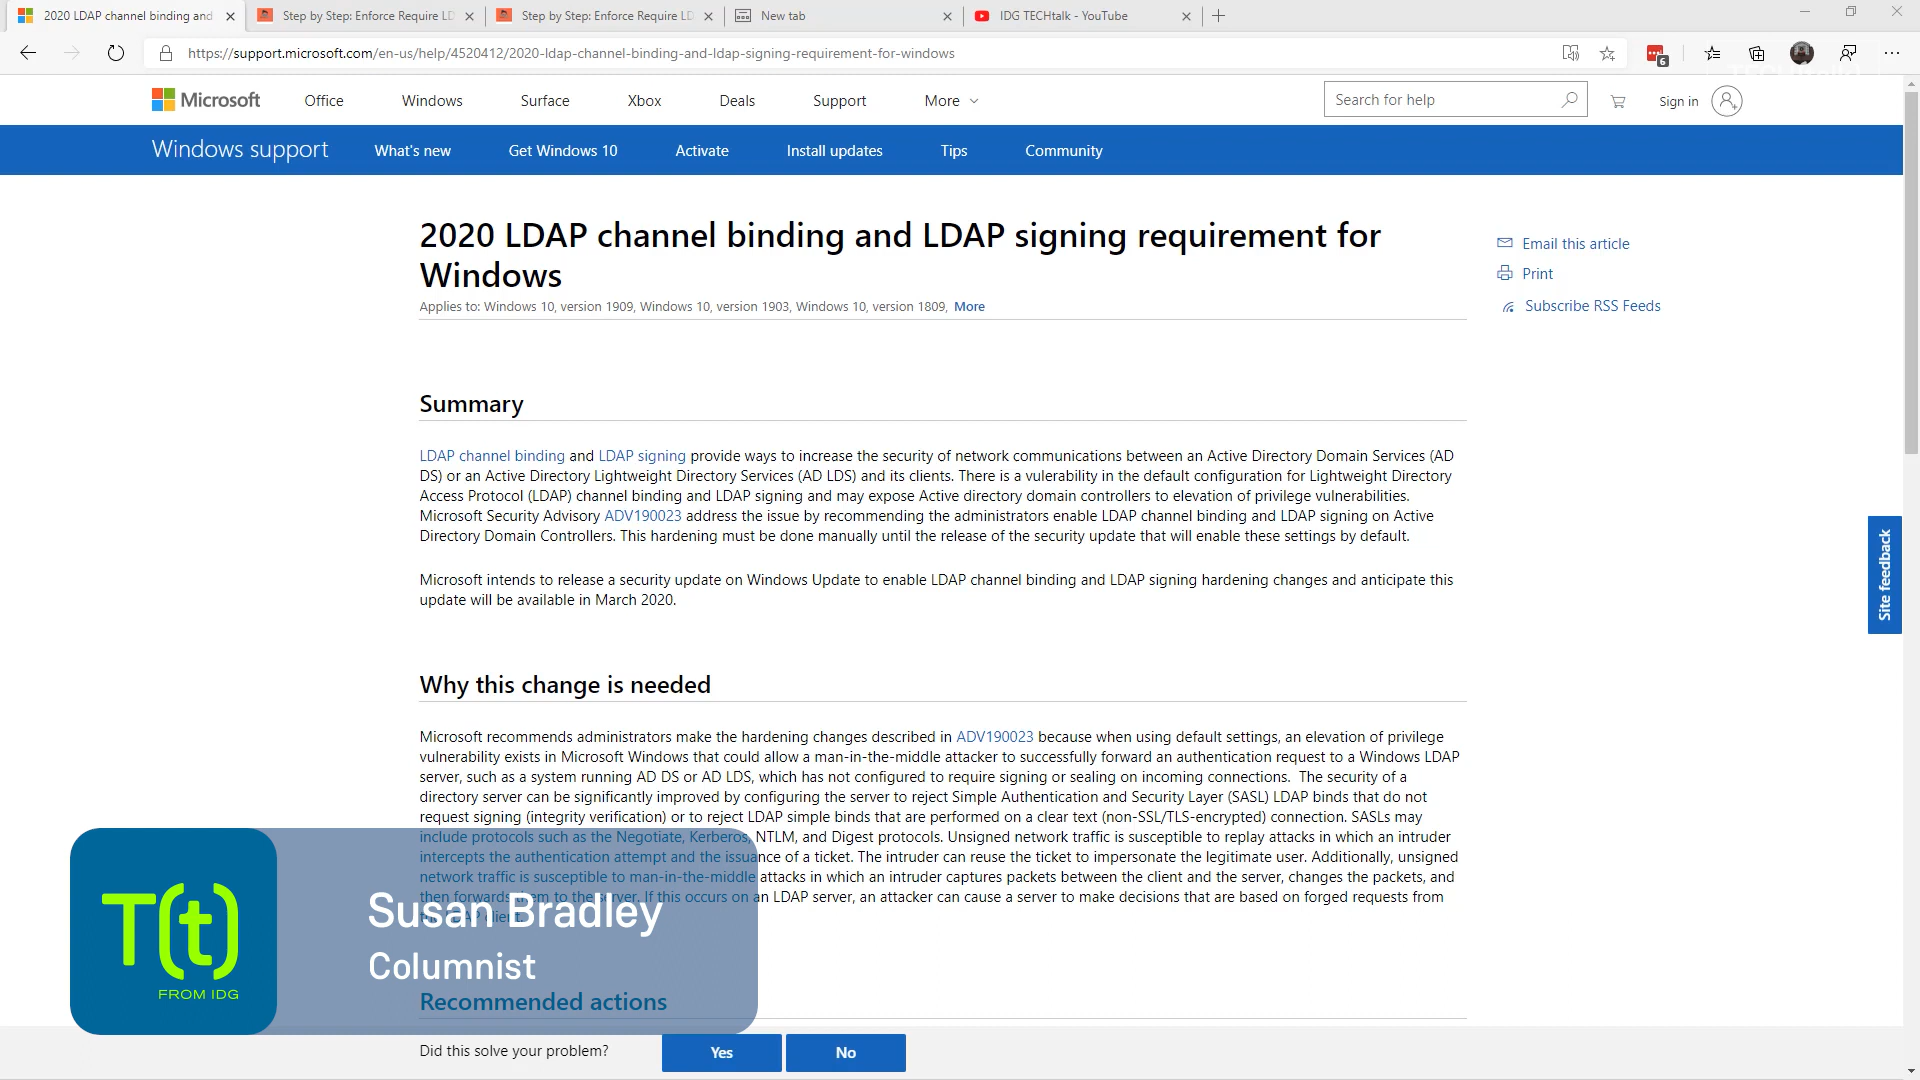 2020 LDAP channel binding and
Step by Step: Enforce Require LD
Step by Step: Enforce Require LD
New tab
IDG TECHtalk - YouTube
https://support.microsoft.com/en-us/help/4520412/2020-ldap-channel-binding-and-ldap-signing-requirement-for-windows
6
Microsoft
Office
Windows
Surface
Xbox
Deals
Support
More
Search for help
Sign in
Windows support
What's new
Get Windows 10
Activate
Install updates
Tips
Community
2020 LDAP channel binding and LDAP signing requirement for
Windows
Applies to: Windows 10, version 1909, Windows 10, version 1903, Windows 10, version 1809, More
Email this article
Print
Subscribe RSS Feeds
Summary
LDAP channel binding and LDAP signing provide ways to increase the security of network communications between an Active Directory Domain Services (AD
DS) or an Active Directory Lightweight Directory Services (AD LDS) and its clients. There is a vulerability in the default configuration for Lightweight Directory
Access Protocol (LDAP) channel binding and LDAP signing and may expose Active directory domain controllers to elevation of privilege vulnerabilities.
Microsoft Security Advisory ADV190023 address the issue by recommending the administrators enable LDAP channel binding and LDAP signing on Active
Directory Domain Controllers. This hardening must be done manually until the release of the security update that will enable these settings by default.
Microsoft intends to release a security update on Windows Update to enable LDAP channel binding and LDAP signing hardening changes and anticipate this
update will be available in March 2020.
Site feedback
Why this change is needed
Microsoft recommends administrators make the hardening changes described in ADV190023 because when using default settings, an elevation of privilege
vulnerability exists in Microsoft Windows that could allow a man-in-the-middle attacker to successfully forward an authentication request to a Windows LDAP
server, such as a system running AD DS or AD LDS, which has not configured to require signing or sealing on incoming connections. The security of a
directory server can be significantly improved by configuring the server to reject Simple Authentication and Security Layer (SASL) LDAP binds that do not
request signing (integrity verification) or to reject LDAP simple binds that are performed on a clear text (non-SSL/TLS-encrypted) connection. SASLs may
include protocols such as the Negotiate, Kerberos, NTLM, and Digest protocols. Unsigned network traffic is susceptible to replay attacks in which an intruder
intercepts the authentication attempt and the issuance of a ticket. The intruder can reuse the ticket to impersonate the legitimate user. Additionally, unsigned
network traffic is susceptible to man-in-the-middle attacks in which an intruder captures packets between the client and the server, changes the packets, and
then forwards them to the server. If this occurs on an LDAP server, an attacker can cause a server to make decisions that are based on forged requests from
the LDAP client.
T(t)
FROM IDG
Susan Bradley
Columnist
Recommended actions
Did this solve your problem?
Yes
No